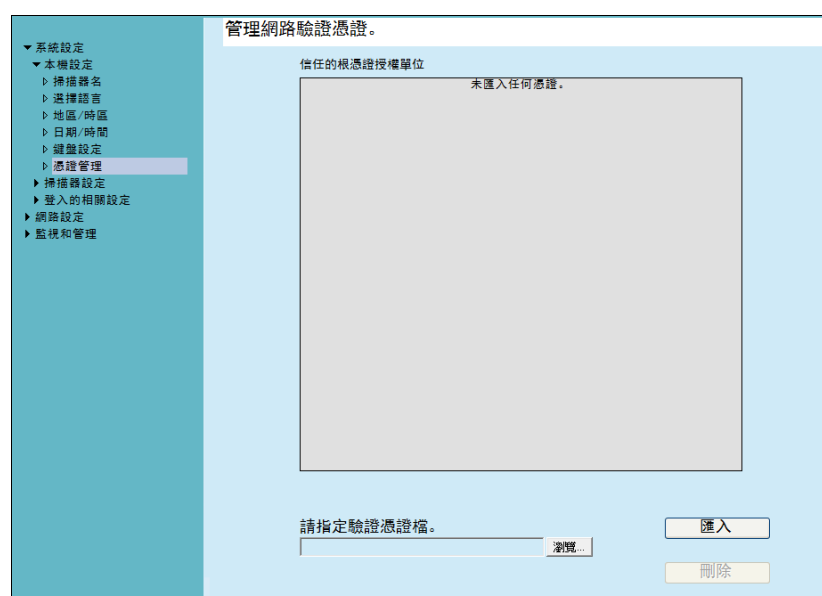 管理網路驗證憑證。
系統設定
本機設定
掃描器名
選擇語言
地區/時區
日期/時間
鍵盤設定
憑證管理
掃描器設定
登入的相關設定
網路設定
監視和管理
信任的根憑證授權單位
未匯入任何憑證。
請指定驗證憑證檔。
瀏覽...
匯入
刪除